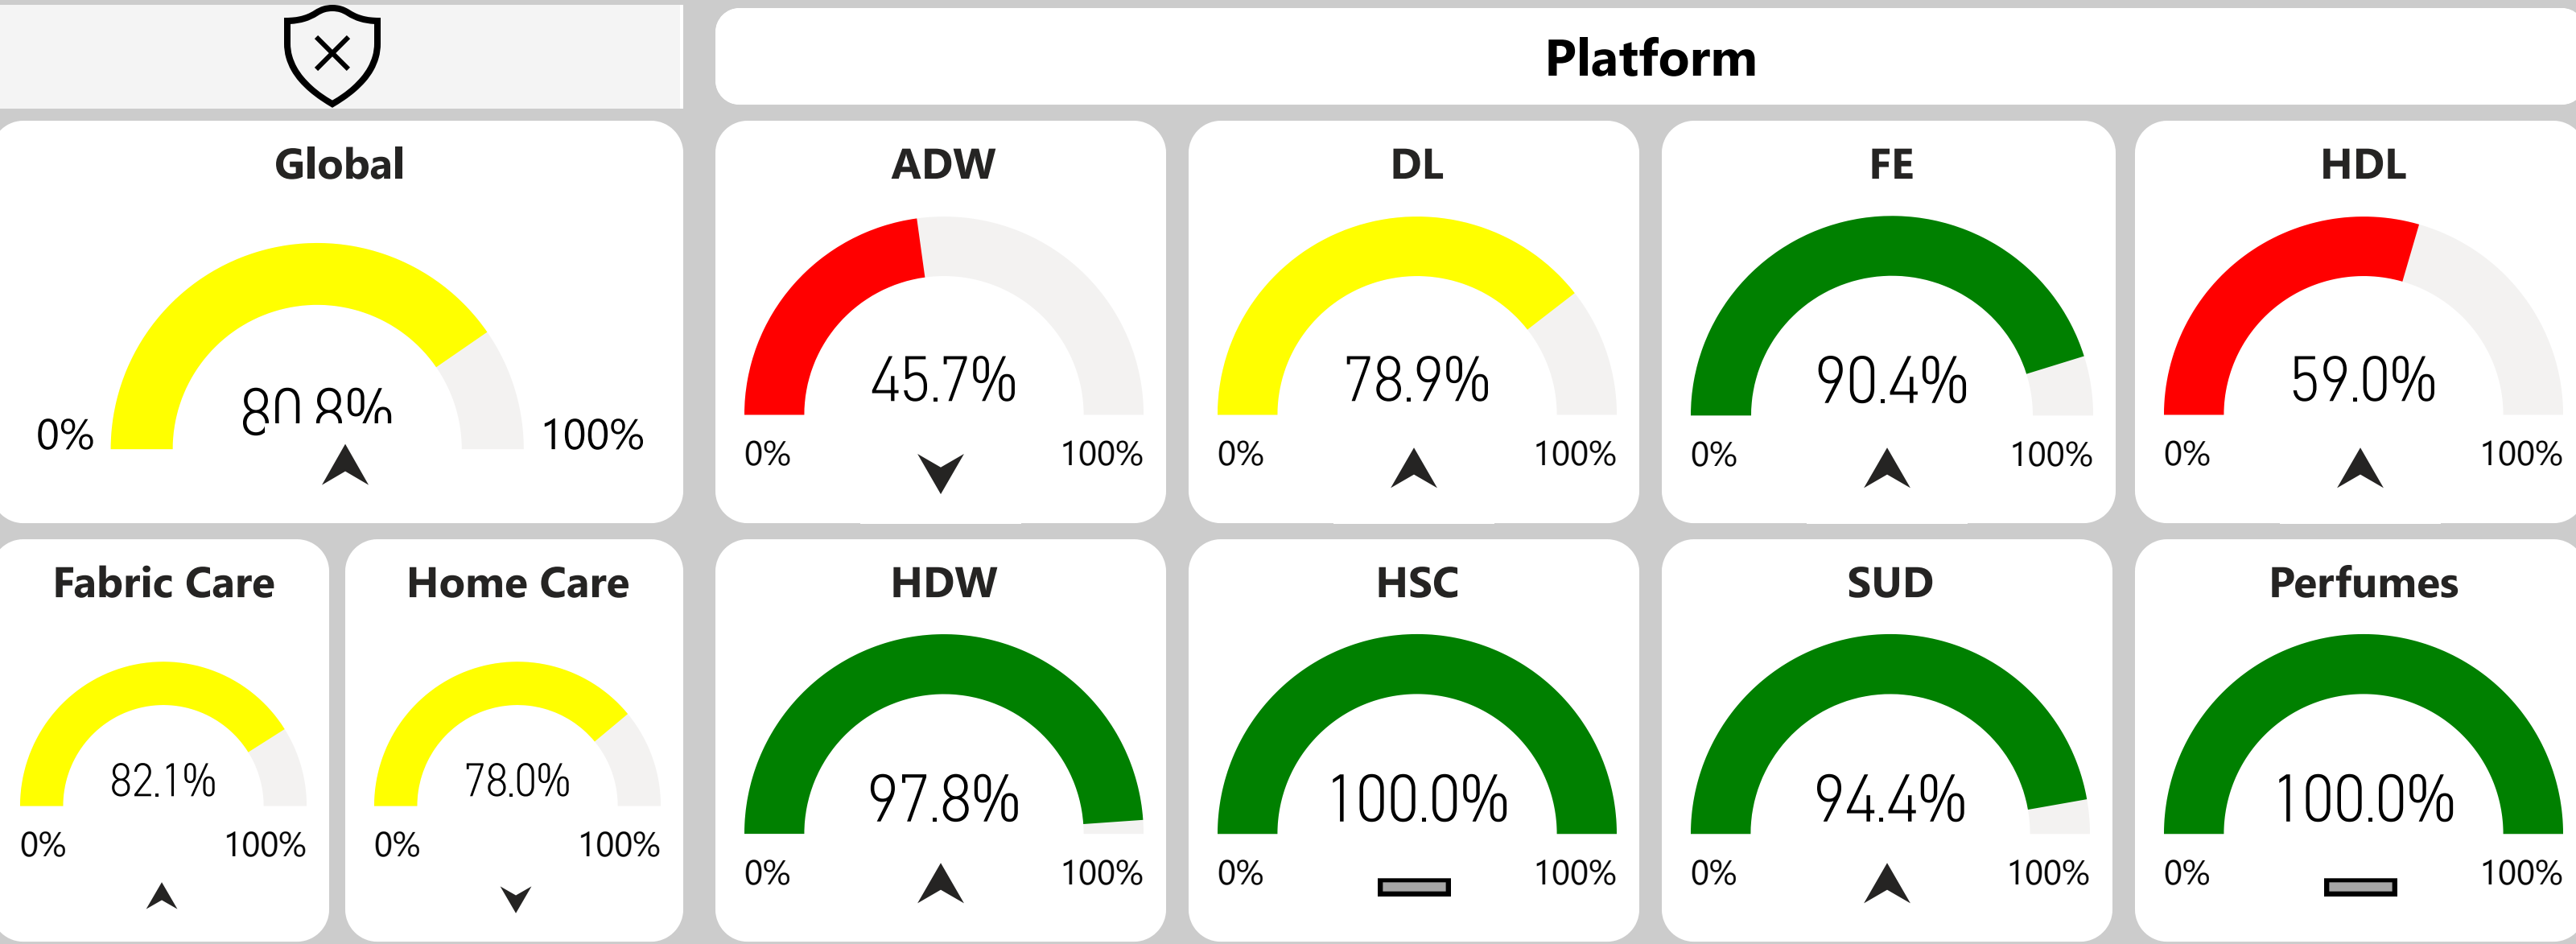 Platform
Global
80.8%
0%
100%
ADW
45.7%
0%
100%
DL
78.9%
0%
100%
FE
90.4%
0%
100%
HDL
59.0%
0%
100%
Fabric Care
82.1%
0%
100%
Home Care
78.0%
0%
100%
HDW
97.8%
0%
100%
HSC
100.0%
0%
100%
SUD
94.4%
0%
100%
Perfumes
100.0%
0%
100%